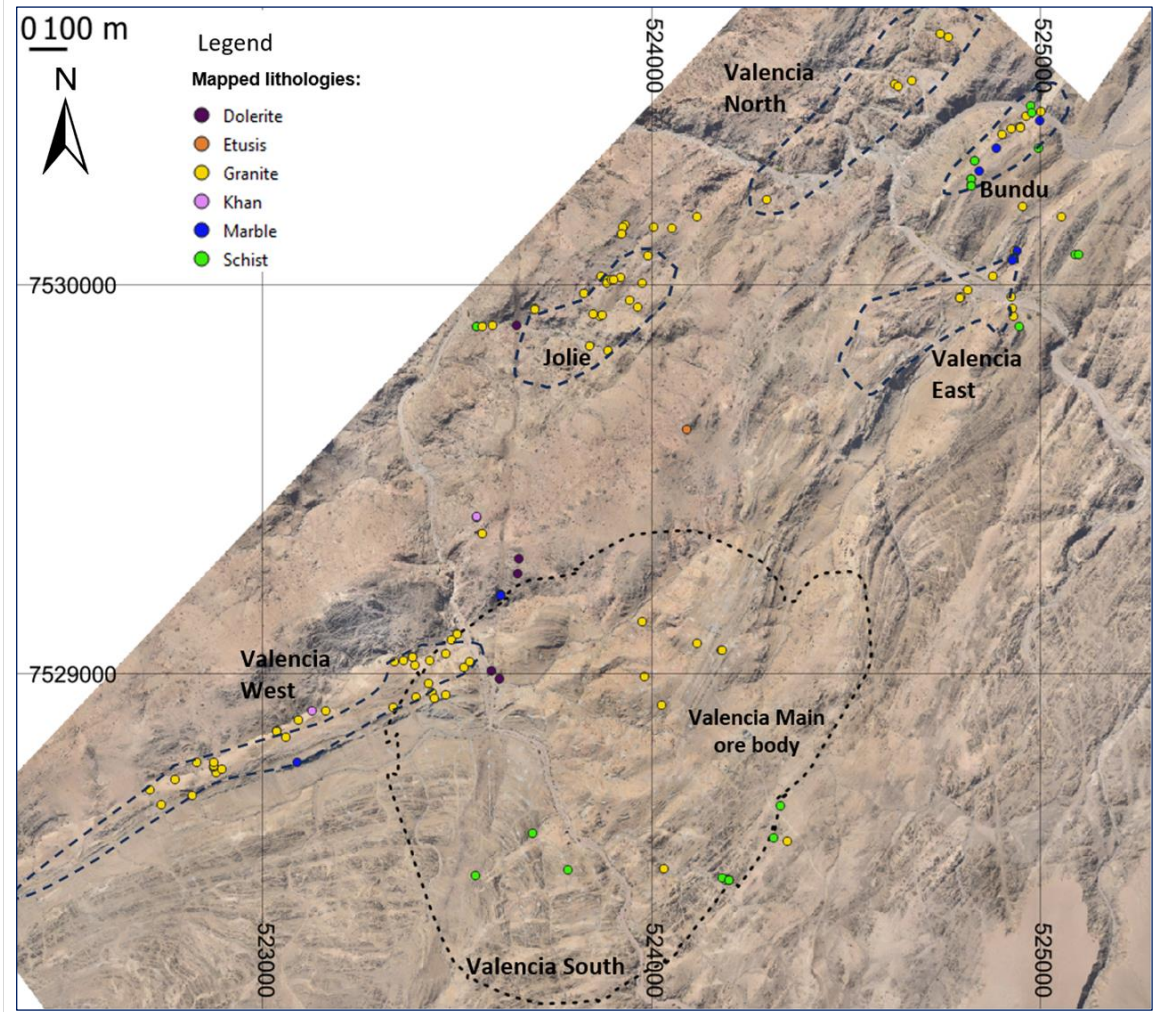 0 100 m
N
Legend
Mapped lithologies:
Dolerite
Etusis
Granite
Khan
Marble
Schist
524000
525000
Valencia
North
Bundu
7530000
Jolie
Valencia
East
Valencia
West
7529000
Valencia Main
ore body
523000
524000
525000
Valencia South